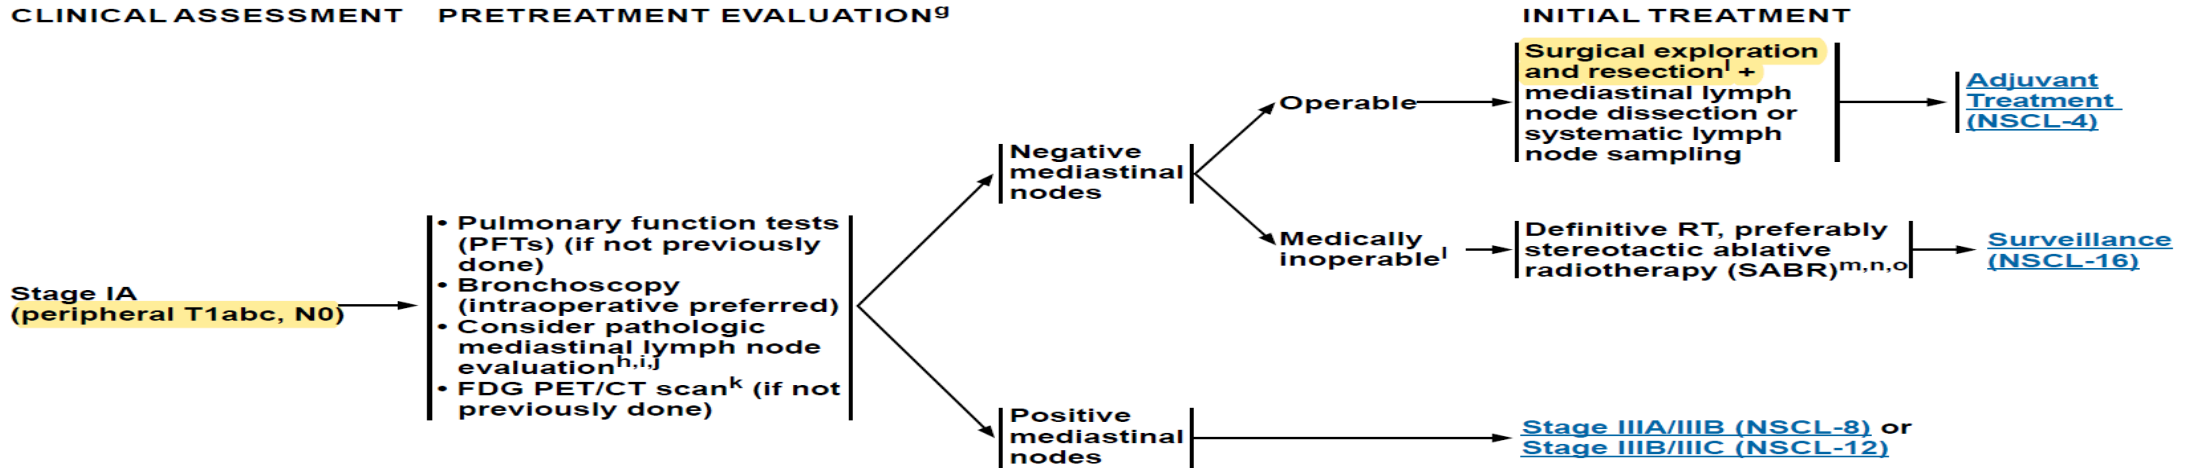 CLINICAL ASSESSMENT
PRETREATMENT EVALUATIONg
INITIAL TREATMENT
Stage IA
(peripheral T1abc, N0)
• Pulmonary function tests
(PFTs) (if not previously
done)
• Bronchoscopy
(intraoperative preferred)
• Consider pathologic
mediastinal lymph node
evaluationh,i,j
• FDG PET/CT scank (if not
previously done)
Negative
mediastinal
nodes
Operable
Surgical exploration
and resectionl +
mediastinal lymph
node dissection or
systematic lymph
node sampling
Adjuvant
Treatment
(NSCL-4)
Medically
inoperablel
Definitive RT, preferably
stereotactic ablative
radiotherapy (SABR)m,n,o
Surveillance
(NSCL-16)
Positive
mediastinal
nodes
Stage IIIA/IIIB (NSCL-8) or
Stage IIIB/IIIC (NSCL-12)